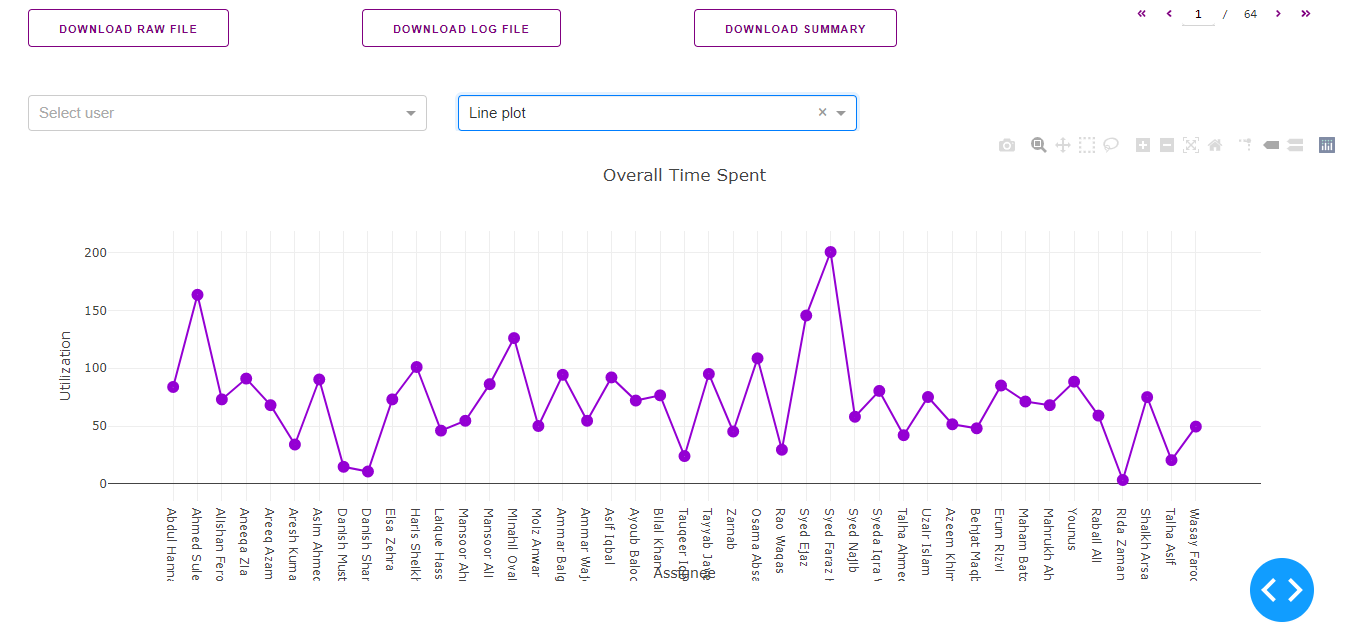 DOWNLOAD RAW FILE
DOWNLOAD LOG FILE
DOWNLOAD SUMMARY
« ‹ 1 / 64 › »
Select user
Line plot ×
Overall Time Spent
Utilization
200
150
100
50
0
Abdul Hanna
Ahmed Sule
Alishan Fero
Aneeqa Zia
Areeq Azam
Aresh Kuma
Asim Ahmed
Danish Must
Danish Shar
Elsa Zehra
Haris Sheikh
Laique Hass
Mansoor Ah
Mansoor Ali
Minahil Oval
Moiz Anwar
Ammar Baig
Ammar Waj
Asif Iqbal
Ayoub Baloc
Bilal Khan
Tauqeer Iq
Tayyab Jav
Zarnab
Osama Absa
Rao Waqas
Syed Ejaz
Syed Faraz
Syed Najib
Syeda Iqra
Talha Ahmed
Uzair Islam
Azeem Khim
Behjat Maqb
Erum Rizvi
Maham Bato
Mahrukh Ah
Younus
Rabail Ali
Rida Zaman
Shaikh Arsa
Talha Asif
Wasay Faroo
Assignee